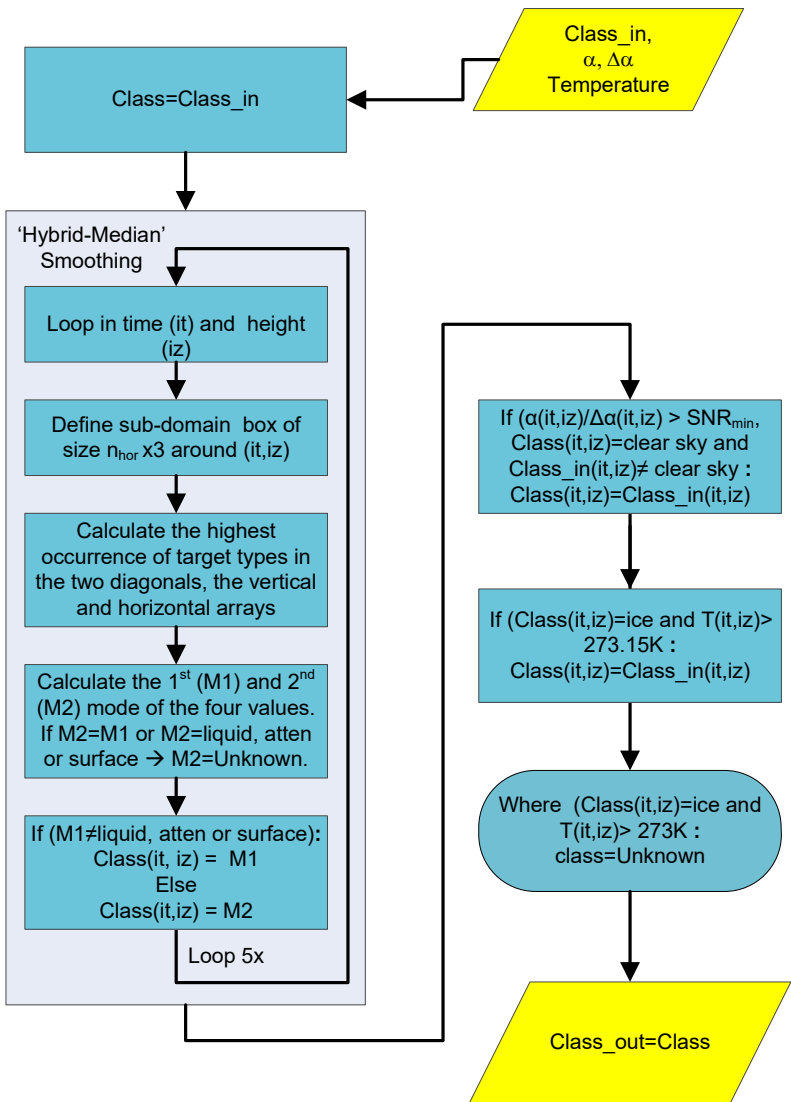 Class_in,
α, Δα
Temperature
Class=Class_in
‘Hybrid-Median’
Smoothing
Loop in time (it) and height
(iz)
Define sub-domain box of
size nhor x3 around (it,iz)
Calculate the highest
occurrence of target types in
the two diagonals, the vertical
and horizontal arrays
Calculate the 1st (M1) and 2nd
(M2) mode of the four values.
If M2=M1 or M2=liquid, atten
or surface → M2=Unknown.
If (M1≠liquid, atten or surface):
Class(it, iz) = M1
Else
Class(it,iz) = M2
Loop 5x
If (α(it,iz)/Δα(it,iz) > SNRmin,
Class(it,iz)=clear sky and
Class_in(it,iz)≠ clear sky :
Class(it,iz)=Class_in(it,iz)
If (Class(it,iz)=ice and T(it,iz)>
273.15K :
Class(it,iz)=Class_in(it,iz)
Where (Class(it,iz)=ice and
T(it,iz)> 273K :
class=Unknown
Class_out=Class